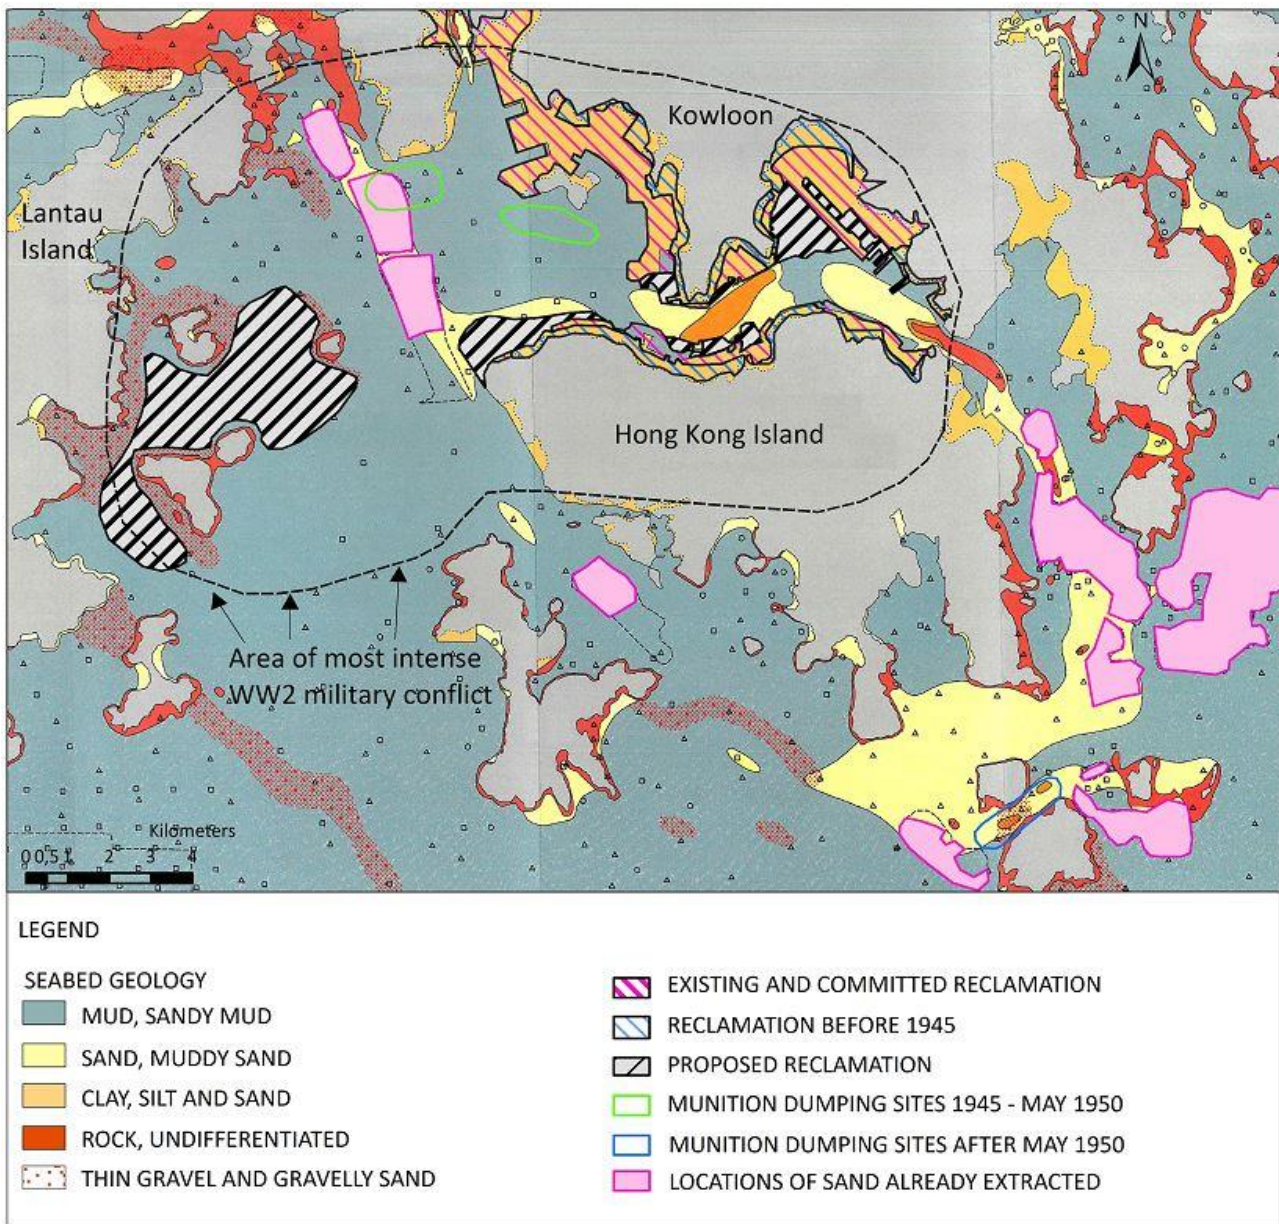 N
Kowloon
Lantau
Island
Hong Kong Island
Area of most intense
WW2 military conflict
Kilometers
0 0,5 1 2 3 4
LEGEND
SEABED GEOLOGY
MUD, SANDY MUD
SAND, MUDDY SAND
CLAY, SILT AND SAND
ROCK, UNDIFFERENTIATED
THIN GRAVEL AND GRAVELLY SAND
EXISTING AND COMMITTED RECLAMATION
RECLAMATION BEFORE 1945
PROPOSED RECLAMATION
MUNITION DUMPING SITES 1945 - MAY 1950
MUNITION DUMPING SITES AFTER MAY 1950
LOCATIONS OF SAND ALREADY EXTRACTED